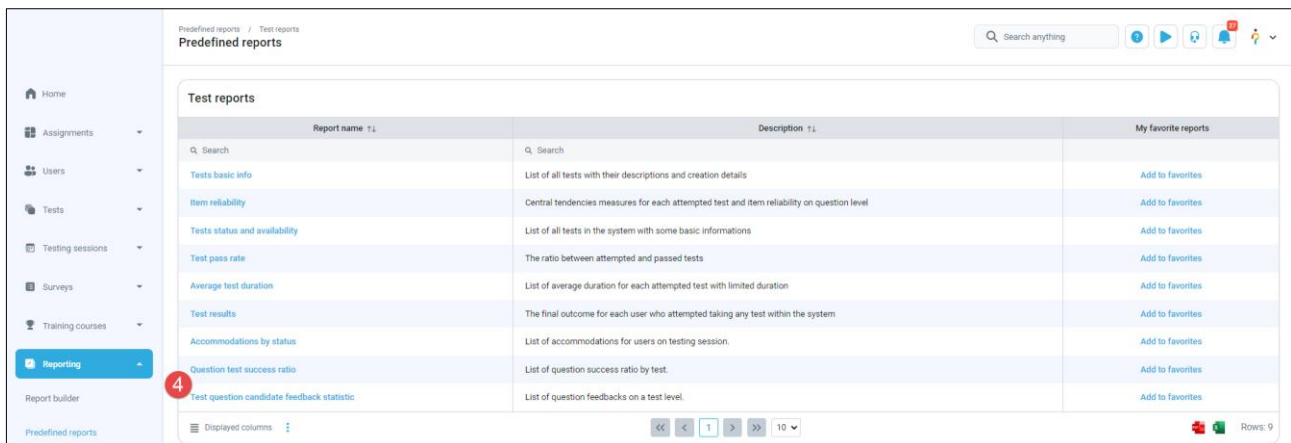 Predefined reports / Test reports
Predefined reports
Search anything
27
Home
Assignments
Users
Tests
Testing sessions
Surveys
Training courses
Reporting
Report builder
Predefined reports
Test reports
Report name ↑↓ Description ↑↓ My favorite reports
Search Search
Tests basic info List of all tests with their descriptions and creation details Add to favorites
Item reliability Central tendencies measures for each attempted test and item reliability on question level Add to favorites
Tests status and availability List of all tests in the system with some basic informations Add to favorites
Test pass rate The ratio between attempted and passed tests Add to favorites
Average test duration List of average duration for each attempted test with limited duration Add to favorites
Test results The final outcome for each user who attempted taking any test within the system Add to favorites
Accommodations by status List of accommodations for users on testing session. Add to favorites
Question test success ratio List of question success ratio by test. Add to favorites
4
Test question candidate feedback statistic List of question feedbacks on a test level. Add to favorites
Displayed columns << < 1 > >> 10 Rows: 9